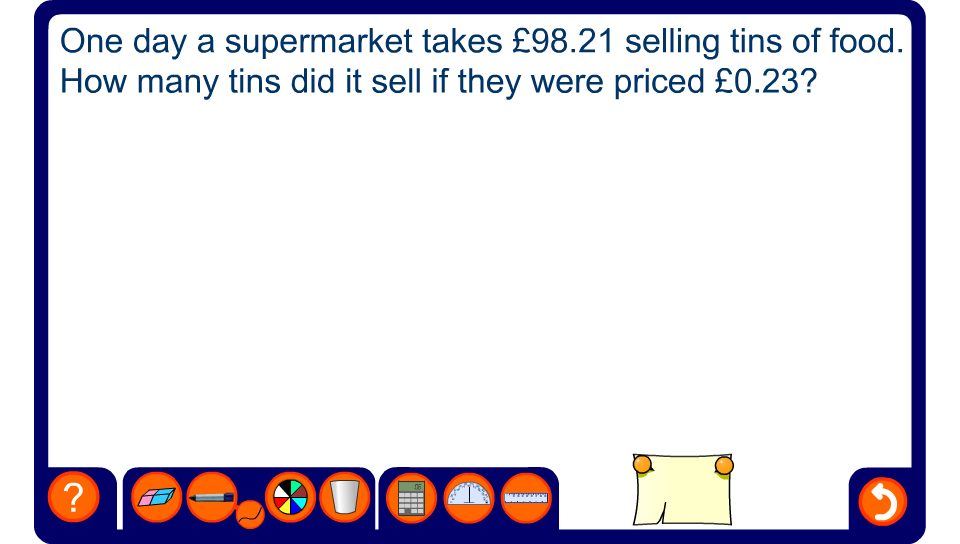 One day a supermarket takes £98.21 selling tins of food.
How many tins did it sell if they were priced £0.23?
?